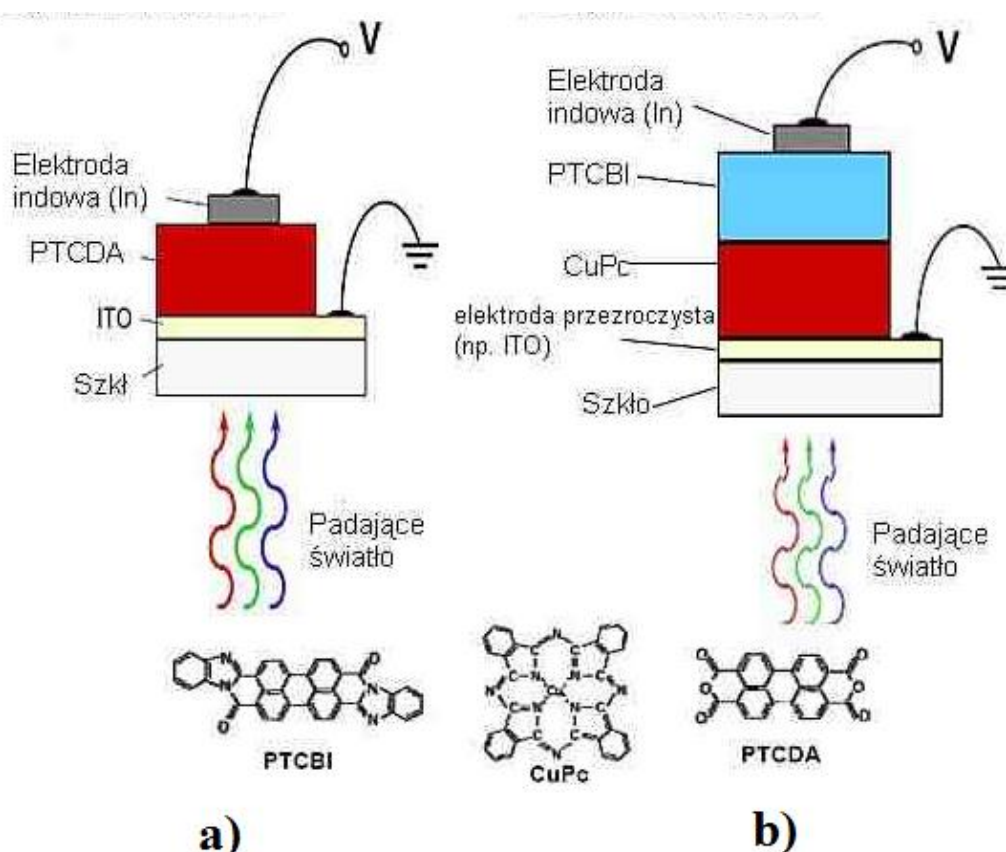 V
Elektroda
indowa (In)
PTCDA
ITO
Szkł
Padające
światło
V
Elektroda
indowa (In)
PTCBI
CuPc
elektroda przezroczysta
(np. ITO)
Szkło
Padające
światło
N
O
N
N
O
N
PTCBI
N
C
C
C
N
N
C
N
Cu
N
N
C
N
C
C
N
C
CuPc
O
O
O
O
O
O
PTCDA
a)
b)